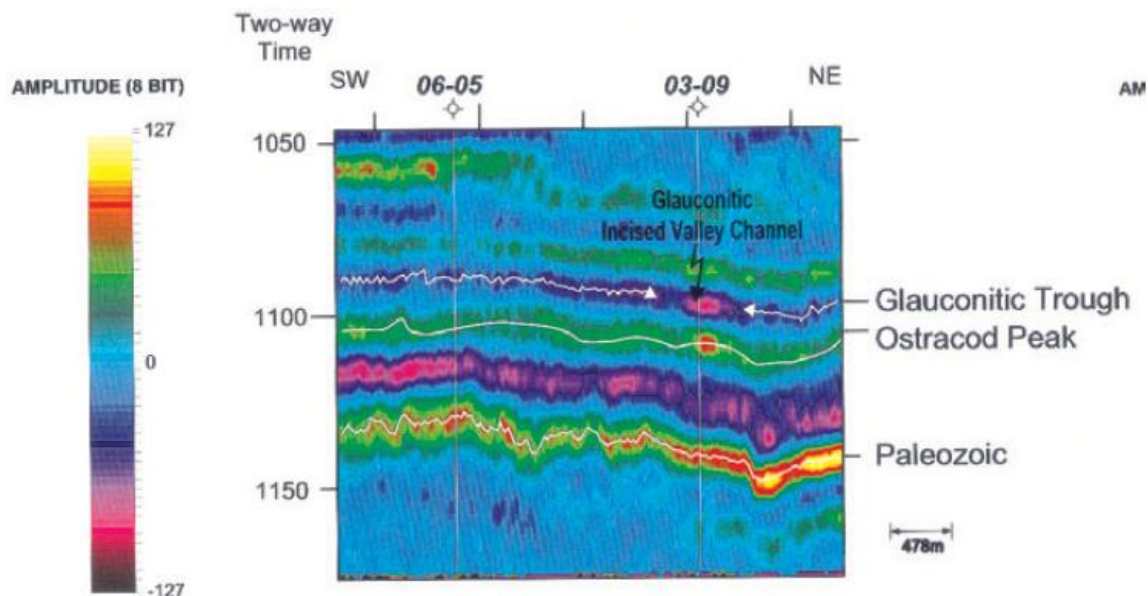 Two-way
Time
AMPLITUDE (8 BIT)
SW
06-05
03-09
NE
AM
127
0
-127
1050
1100
1150
Glauconitic
Incised Valley Channel
Glauconitic Trough
Ostracod Peak
Paleozoic
478m